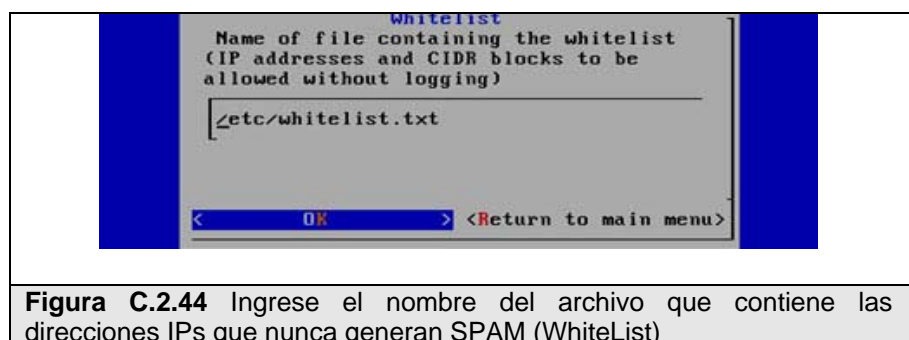 Whitelist
Name of file containing the whitelist
(IP addresses and CIDR blocks to be
allowed without logging)
/etc/whitelist.txt
< OK > <Return to main menu>
Figura C.2.44 Ingrese el nombre del archivo que contiene las
direcciones IPs que nunca generan SPAM (WhiteList)